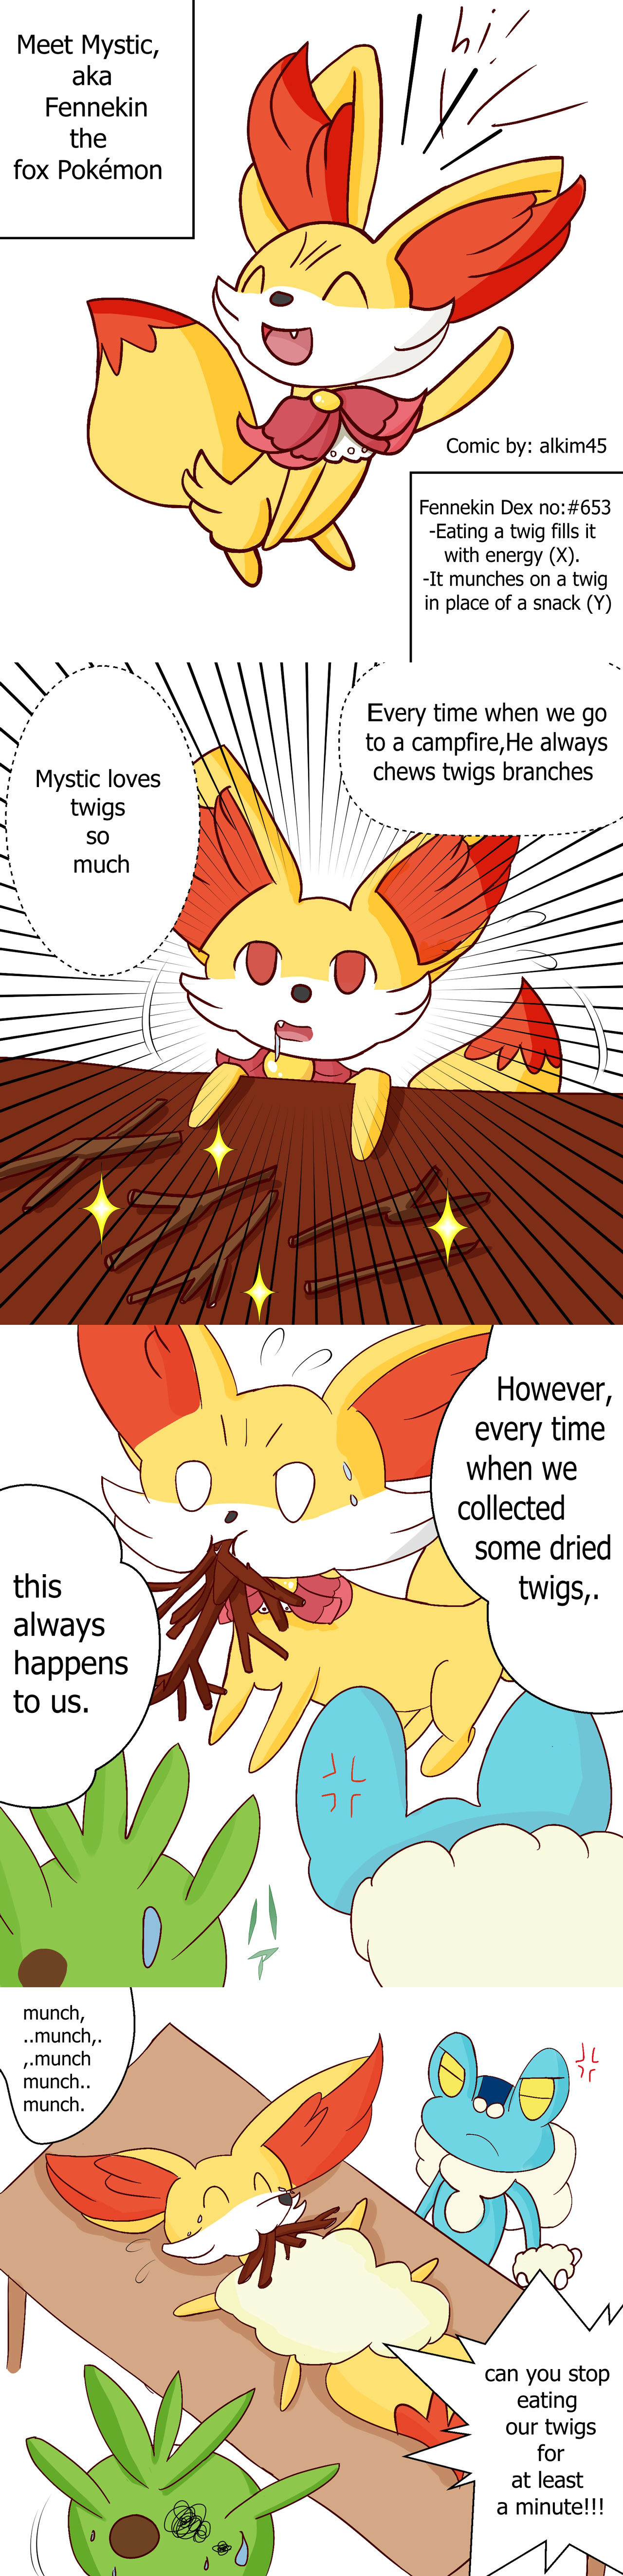 Meet Mystic,
aka
Fennekin
the
fox Pokémon
hi!
Comic by: alkim45
Fennekin Dex no:#653
-Eating a twig fills it
with energy (X).
-It munches on a twig
in place of a snack (Y)
Every time when we go
to a campfire,He always
chews twigs branches
Mystic loves
twigs
so
much
However,
every time
when we
collected
some dried
twigs,.
this
always
happens
to us.
munch,
..munch,.
,.munch
munch..
munch.
can you stop
eating
our twigs
for
at least
a minute!!!